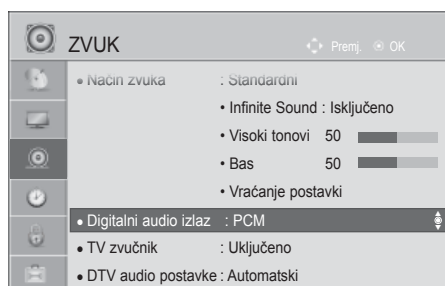 ZVUK
Premj. OK
• Način zvuka : Standardni
• Infinite Sound : Isključeno
• Visoki tonovi 50
• Bas 50
• Vraćanje postavki
• Digitalni audio izlaz : PCM
• TV zvučnik : Uključeno
• DTV audio postavke : Automatski